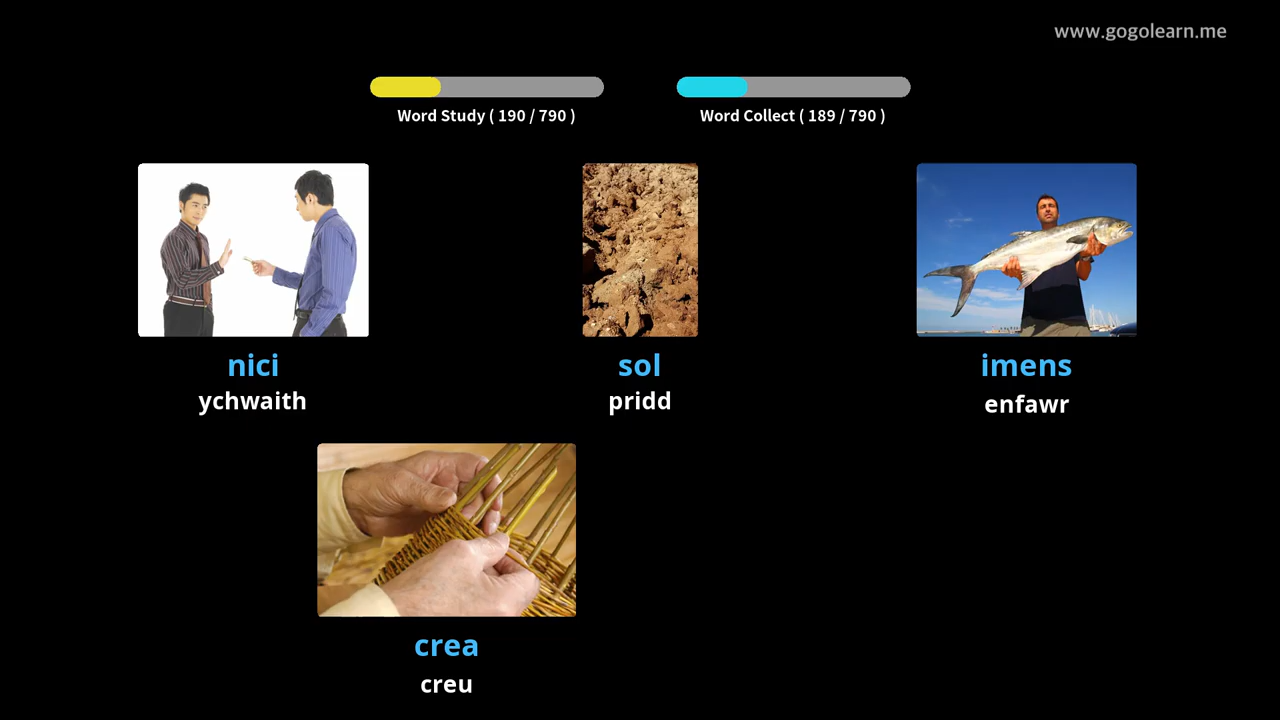 www.gogolearn.me
Word Study ( 190 / 790 )
Word Collect ( 189 / 790 )
nici
ychwaith
sol
pridd
imens
enfawr
crea
creu